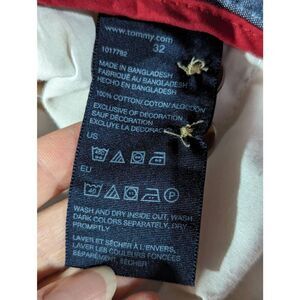 www.tommy.com
1017782 32
MADE IN BANGLADESH
FABRIQUÉ AU BANGLADESH
HECHO EN BANGLADESH
100% COTTON/COTON/ALGODÓN
EXCLUSIVE OF DECORATION
SAUF DÉCORATION
EXCLUYE LA DECORAC
US
EU
WASH AND DRY INSIDE OUT, WASH
DARK COLORS SEPARATELY, DRY
PROMPTLY
LAVER ET SÉCHER À L'ENVERS,
LAVER LES COULEURS FONCÉES
SÉPARÉMENT, SÉCHER